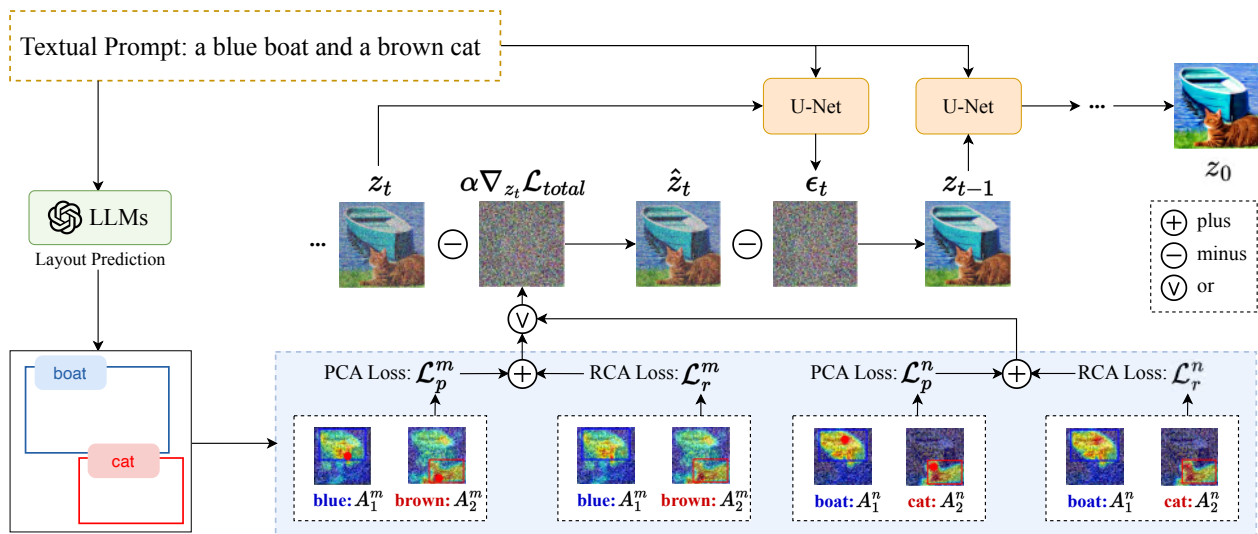 Textual Prompt: a blue boat and a brown cat
U-Net
U-Net
...
z_t
α∇_{z_t} 𝓛_{total}
ẑ_t
ϵ_t
z_{t−1}
z_0
LLMs
Layout Prediction
...
plus
minus
or
boat
cat
PCA Loss: 𝓛_p^m
RCA Loss: 𝓛_r^m
PCA Loss: 𝓛_p^n
RCA Loss: 𝓛_r^n
blue: A_1^m
brown: A_2^m
blue: A_1^m
brown: A_2^m
boat: A_1^n
cat: A_2^n
boat: A_1^n
cat: A_2^n